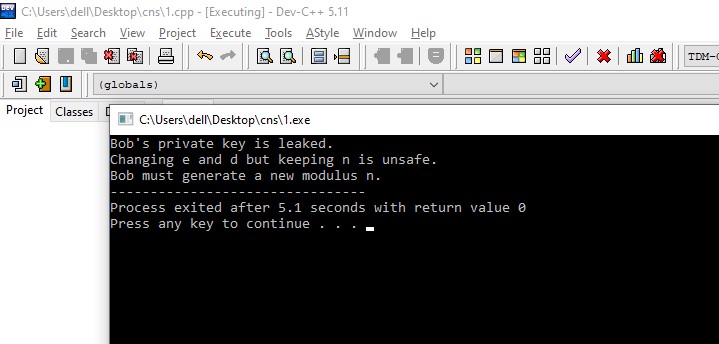 C:\Users\dell\Desktop\cns\1.cpp - [Executing] - Dev-C++ 5.11
File Edit Search View Project Execute Tools AStyle Window Help
(globals)
Project Classes
C:\Users\dell\Desktop\cns\1.exe
Bob's private key is leaked.
Changing e and d but keeping n is unsafe.
Bob must generate a new modulus n.
--------------------------------
Process exited after 5.1 seconds with return value 0
Press any key to continue . . .